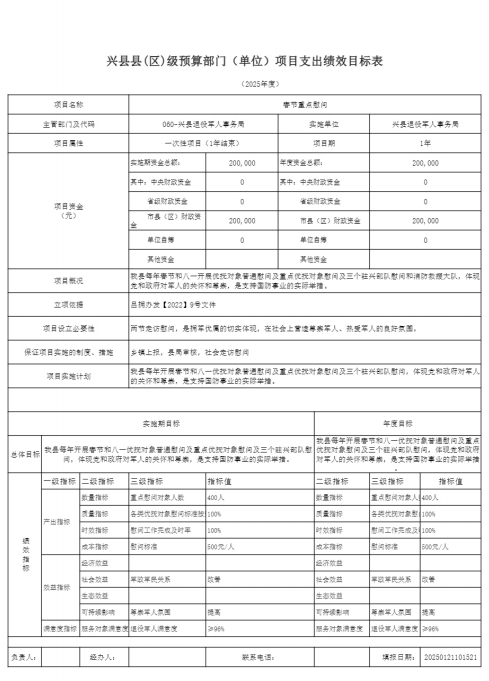 兴县县(区)级预算部门（单位）项目支出绩效目标表
（2025年度）
项目名称 春节重点慰问
主管部门及代码 060-兴县退役军人事务局 实施单位 兴县退役军人事务局
项目属性 一次性项目（1年结束） 项目期 1年
项目资金（元） 实施期资金总额： 200,000 年度资金总额： 200,000
其中：中央财政资金 0 其中：中央财政资金 0
省级财政资金 0 省级财政资金 0
市县（区）财政资金 200,000 市县（区）财政资金 200,000
单位自筹 0 单位自筹 0
其他资金 其他资金
项目概况 我县每年春节和八一开展优抚对象普通慰问及重点优抚对象慰问及三个驻兴部队慰问和消防救援大队，体现
党和政府对军人的关怀和尊崇，是支持国防事业的实际举措。
立项依据 吕拥办发【2022】9号文件
项目设立必要性 两节走访慰问，是拥军优属的切实体现，在社会上营造尊崇军人、热爱军人的良好氛围。
保证项目实施的制度、措施 乡镇上报，县局审核，社会走访慰问
项目实施计划 我县每年开展春节和八一优抚对象普通慰问及重点优抚对象慰问及三个驻兴部队慰问，体现党和政府对军人
的关怀和尊崇，是支持国防事业的实际举措。
实施期目标 年度目标
总体目标 我县每年开展春节和八一优抚对象普通慰问及重点优抚对象慰问及三个驻兴部队慰
问，体现党和政府对军人的关怀和尊崇，是支持国防事业的实际举措。
我县每年开展春节和八一优抚对象普通慰问及重点
优抚对象慰问及三个驻兴部队慰问，体现党和政府
对军人的关怀和尊崇，是支持国防事业的实际举措
。
绩效指标 一级指标 二级指标 三级指标 指标值 二级指标 三级指标 指标值
产出指标 数量指标 重点慰问对象人数 400人 数量指标 重点慰问对象人 400人
质量指标 各类优抚对象慰问标准按 100% 质量指标 各类优抚对象慰 100%
时效指标 慰问工作完成及时率 100% 时效指标 慰问工作完成及 100%
成本指标 慰问标准 500元/人 成本指标 慰问标准 500元/人
效益指标 经济效益 经济效益
社会效益 军政军民关系 改善 社会效益 军政军民关系 改善
生态效益 生态效益
可持续影响 尊崇军人氛围 提高 可持续影响 尊崇军人氛围 提高
满意度指标 服务对象满意度 退役军人满意度 ≥96% 服务对象满意度 退役军人满意度 ≥96%
负责人： 经办人： 联系电话： 填报日期： 20250121101521